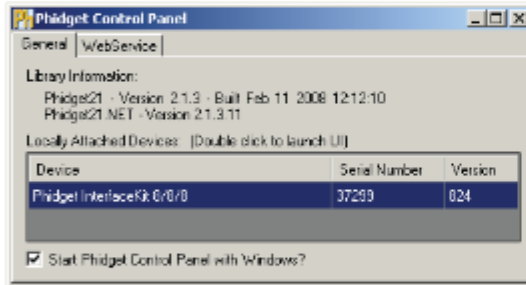 Phidget Control Panel
General WebService
Library Information:
Phidget21 - Version 2.1.3 - Built Feb 11 2008 12:12:10
Phidget21.NET - Version 2.1.3.11
Locally Attached Devices: (Double click to launch UI)
Device Serial Number Version
Phidget InterfaceKit 8/8/8 37299 824
Start Phidget Control Panel with Windows?